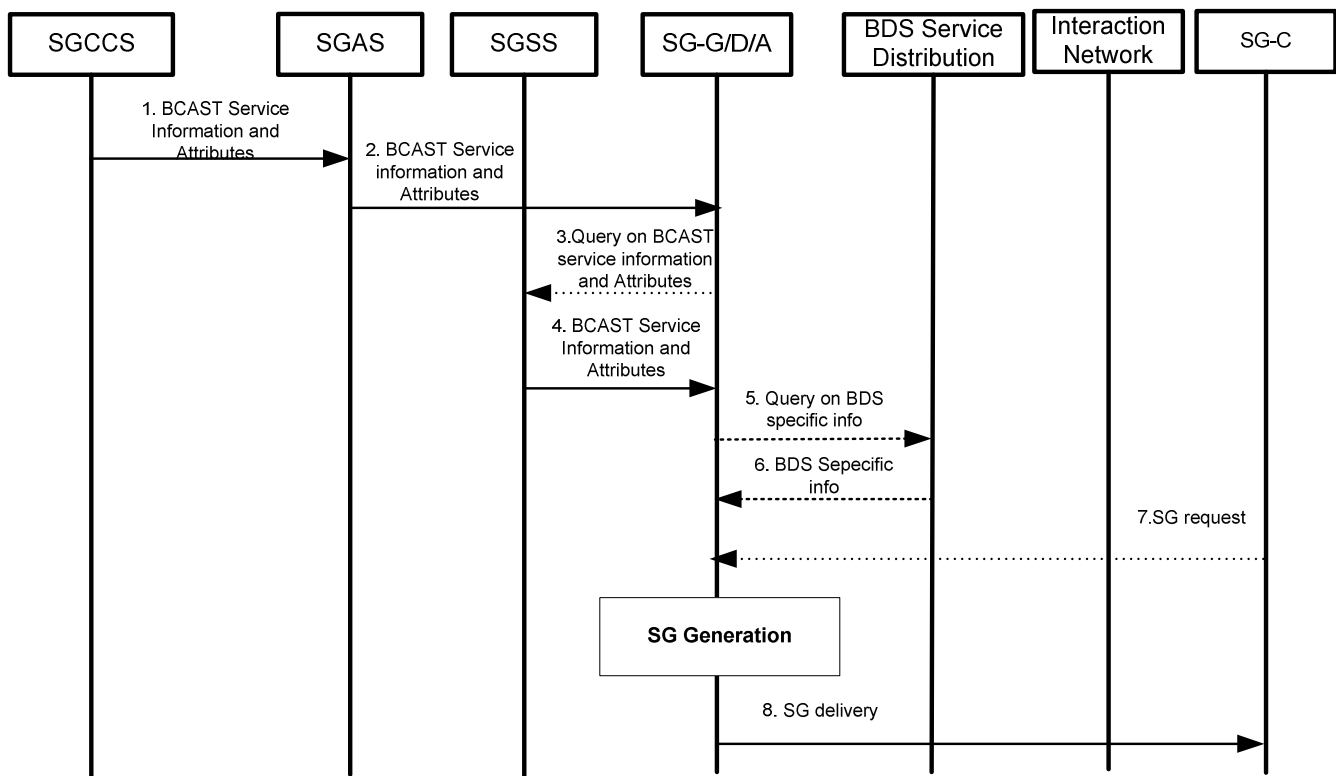 SGCCS
SGAS
SGSS
SG-G/D/A
BDS Service
Distribution
Interaction
Network
SG-C
1. BCAST Service
Information and
Attributes
2. BCAST Service
information and
Attributes
3.Query on BCAST
service information
and Attributes
4. BCAST Service
Information and
Attributes
5. Query on BDS
specific info
6. BDS Sepecific
info
7.SG request
SG Generation
8. SG delivery